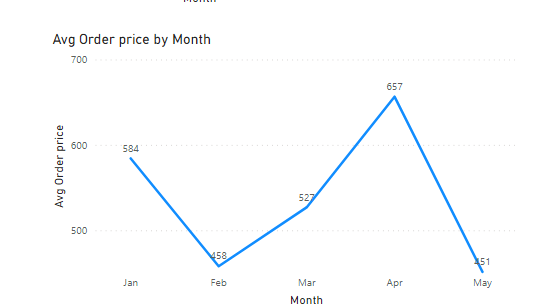 Month
Avg Order price by Month
700
657
600
584
527
500
458
451
Avg Order price
Jan Feb Mar Apr May
Month